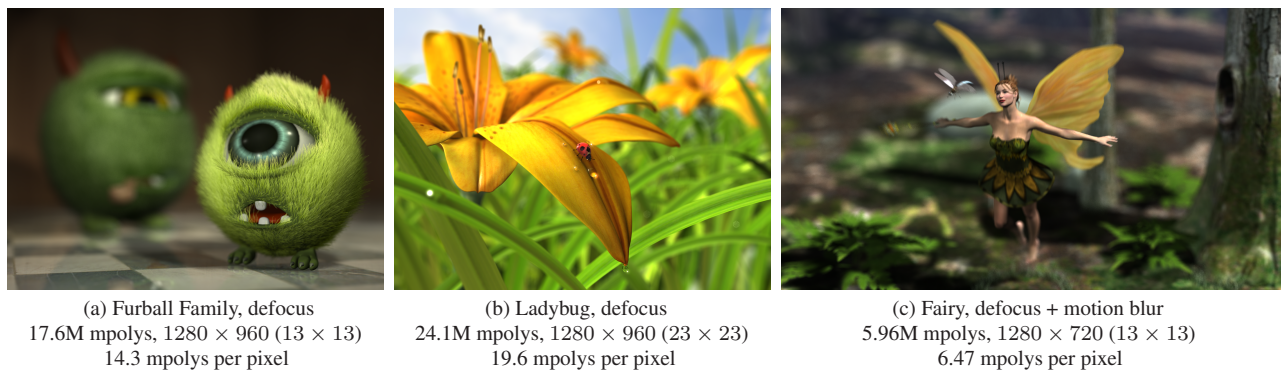 (a) Furball Family, defocus
17.6M mpolys, 1280 × 960 (13 × 13)
14.3 mpolys per pixel
(b) Ladybug, defocus
24.1M mpolys, 1280 × 960 (23 × 23)
19.6 mpolys per pixel
(c) Fairy, defocus + motion blur
5.96M mpolys, 1280 × 720 (13 × 13)
6.47 mpolys per pixel